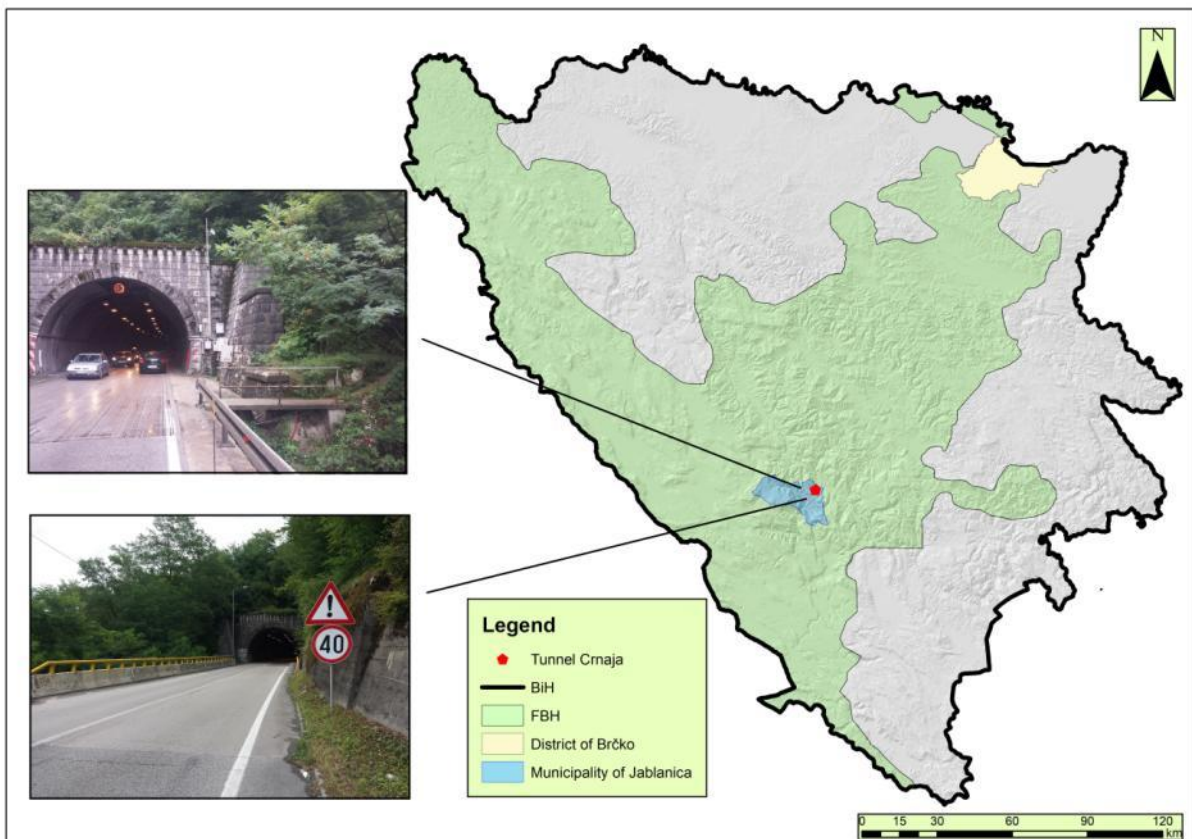 N
40
Legend
Tunnel Crnaja
BiH
FBH
District of Brčko
Municipality of Jablanica
0 15 30 60 90 120
km